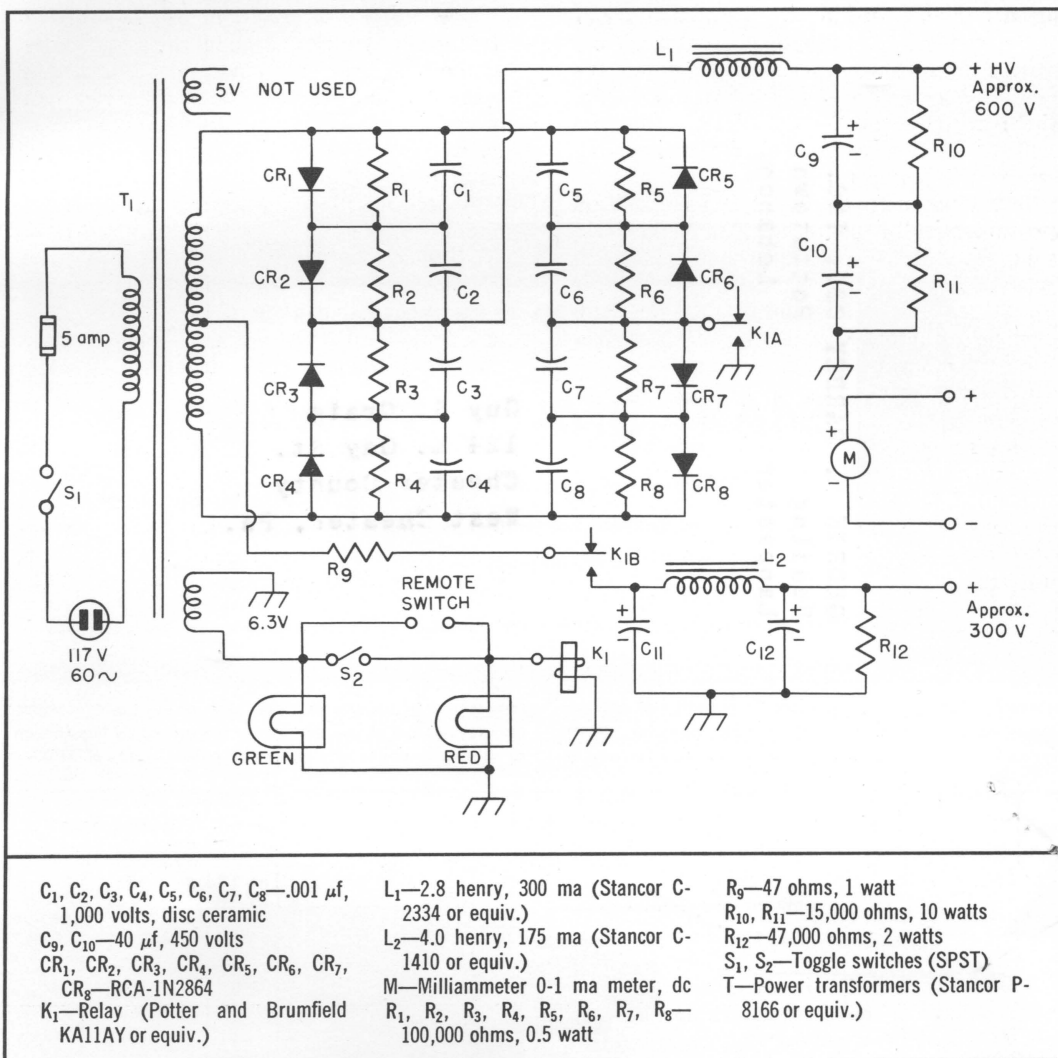 5V NOT USED
L1
+ HV
Approx.
600 V
T1
CR1
R1
C1
C5
R5
CR5
C9
R10
CR2
R2
C2
C6
R6
CR6
K1A
C10
R11
5 amp
CR3
R3
C3
C7
R7
CR7
+
M
−
S1
CR4
R4
C4
C8
R8
CR8
R9
K1B
L2
+
Approx.
300 V
REMOTE
SWITCH
6.3V
S2
K1
C11
C12
R12
117 V
60~
GREEN
RED
C1, C2, C3, C4, C5, C6, C7, C8—.001 μf,
1,000 volts, disc ceramic
C9, C10—40 μf, 450 volts
CR1, CR2, CR3, CR4, CR5, CR6, CR7,
CR8—RCA-1N2864
K1—Relay (Potter and Brumfield
KA11AY or equiv.)
L1—2.8 henry, 300 ma (Stancor C-
2334 or equiv.)
L2—4.0 henry, 175 ma (Stancor C-
1410 or equiv.)
M—Milliammeter 0-1 ma meter, dc
R1, R2, R3, R4, R5, R6, R7, R8—
100,000 ohms, 0.5 watt
R9—47 ohms, 1 watt
R10, R11—15,000 ohms, 10 watts
R12—47,000 ohms, 2 watts
S1, S2—Toggle switches (SPST)
T—Power transformers (Stancor P-
8166 or equiv.)